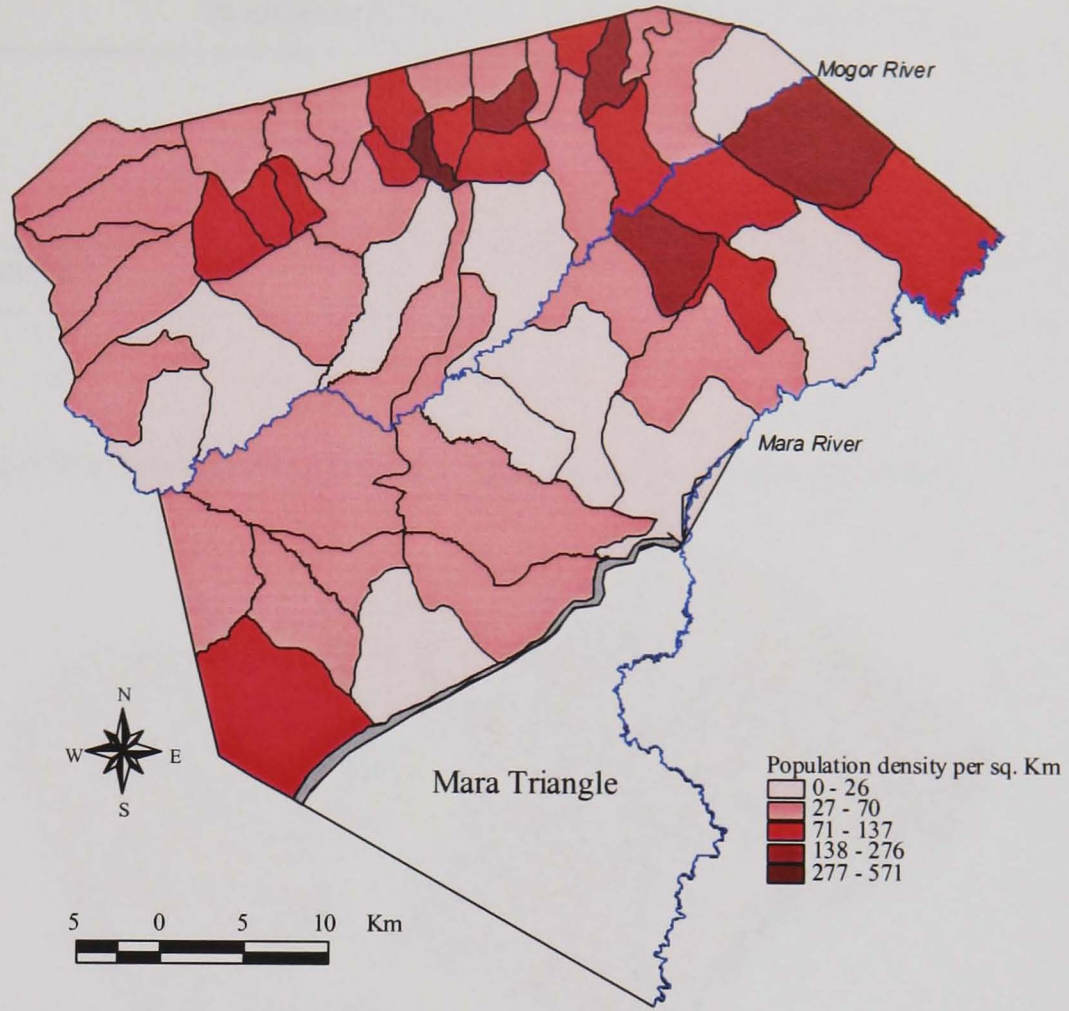 Mogor River
Mara River
N
W E
S
Mara Triangle
Population density per sq. Km
0 - 26
27 - 70
71 - 137
138 - 276
277 - 571
5 0 5 10 Km